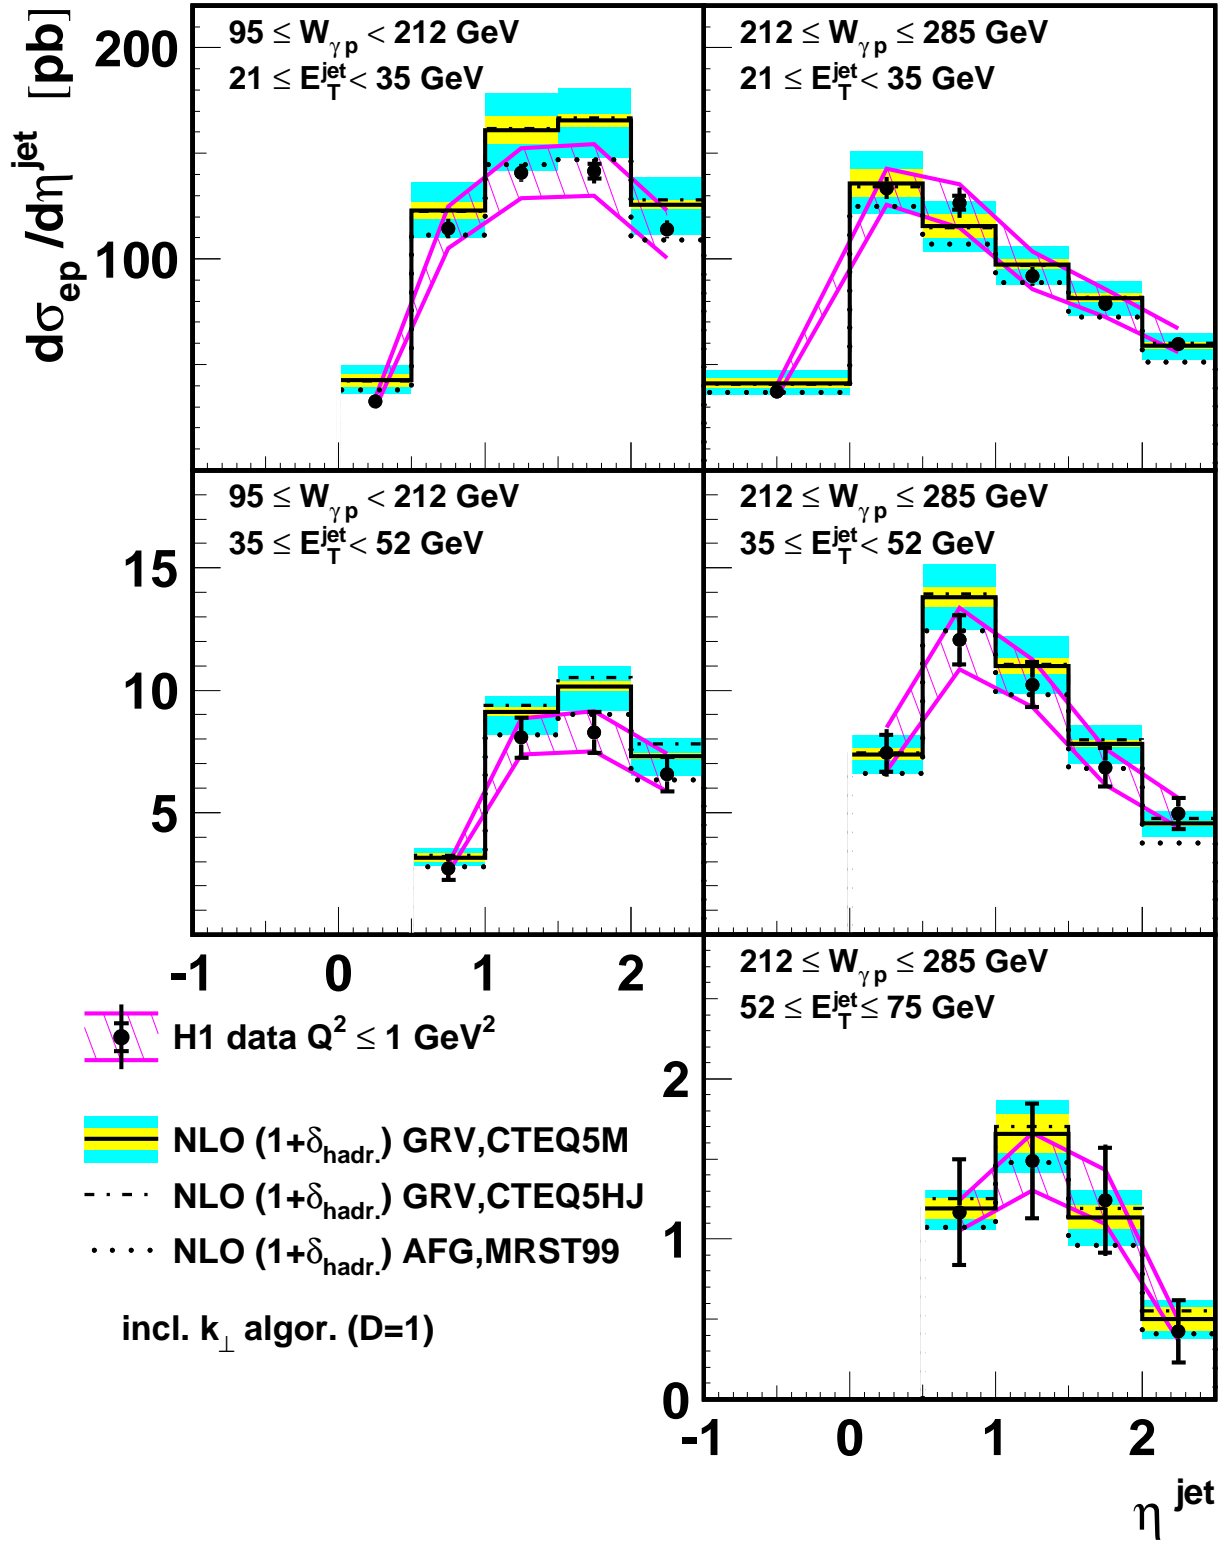 dσ_ep /dη^jet [pb]
200
100
95 ≤ W_γp < 212 GeV
21 ≤ E_T^jet < 35 GeV
212 ≤ W_γp ≤ 285 GeV
21 ≤ E_T^jet < 35 GeV
15
10
5
95 ≤ W_γp < 212 GeV
35 ≤ E_T^jet < 52 GeV
212 ≤ W_γp ≤ 285 GeV
35 ≤ E_T^jet < 52 GeV
-1 0 1 2
212 ≤ W_γp ≤ 285 GeV
52 ≤ E_T^jet ≤ 75 GeV
2
1
0
-1 0 1 2
η^jet
H1 data Q^2 ≤ 1 GeV^2
NLO (1+δ_hadr.) GRV,CTEQ5M
NLO (1+δ_hadr.) GRV,CTEQ5HJ
NLO (1+δ_hadr.) AFG,MRST99
incl. k_⊥ algor. (D=1)